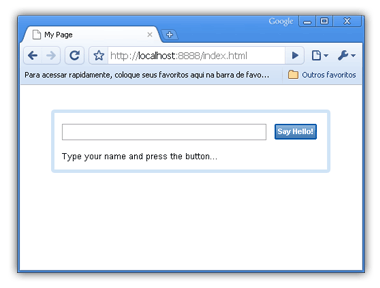 Google
My Page
http://localhost:8888/index.html
Para acessar rapidamente, coloque seus favoritos aqui na barra de favo...
Outros favoritos
Say Hello!
Type your name and press the button...